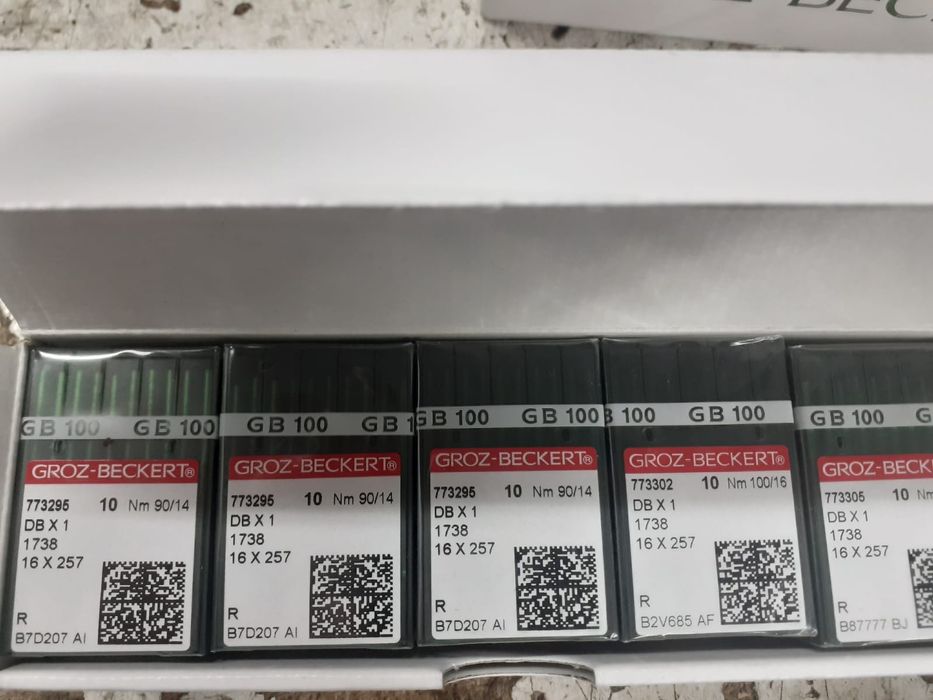 BEC
GB 100 GB 100
GROZ-BECKERT®
773295 10 Nm 90/14
DB X 1
1738
16 X 257
R
B7D207 AI
GB 100 GB 1
GROZ-BECKERT®
773295 10 Nm 90/14
DB X 1
1738
16 X 257
R
B7D207 AI
GB 100 GB 100
GROZ-BECKERT®
773295 10 Nm 90/14
DB X 1
1738
16 X 257
R
B7D207 AI
B 100 GB 100
GROZ-BECKERT®
773302 10 Nm 100/16
DB X 1
1738
16 X 257
R
B2V685 AF
GB 100 G
GROZ-BECK
773305 10 Nm
DB X 1
1738
16 X 257
R
B87777 BJ